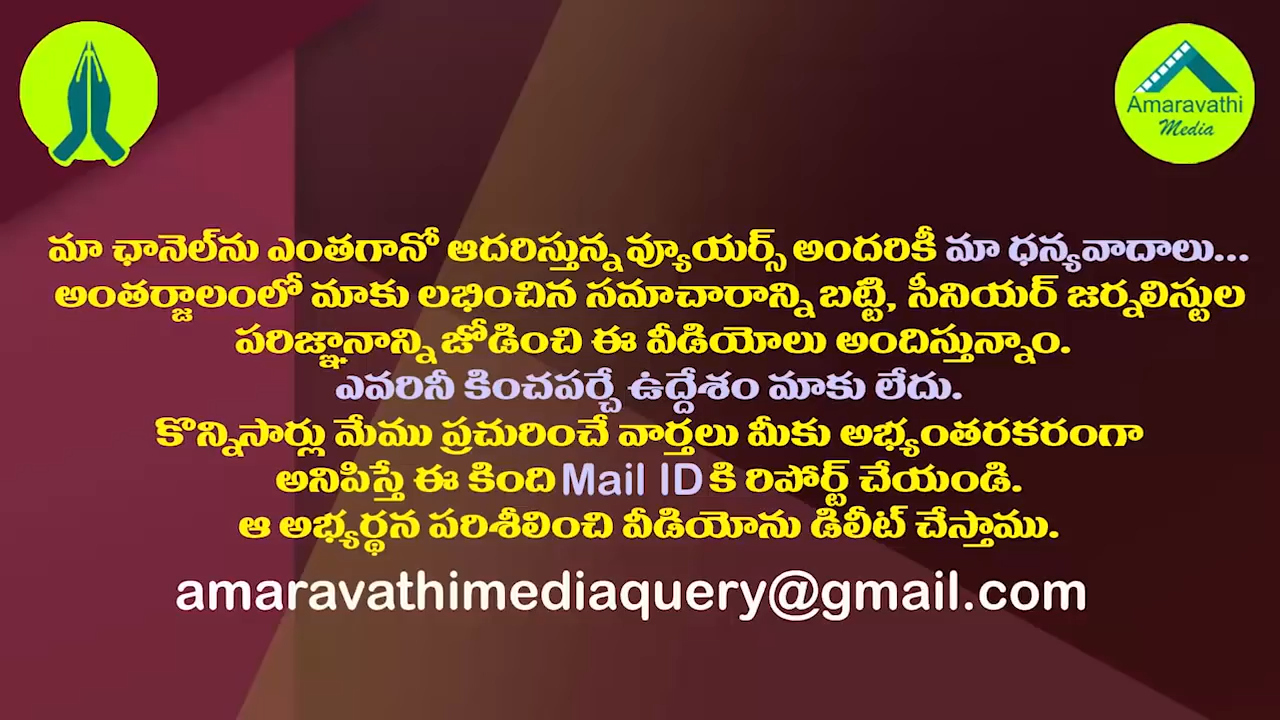 Amaravathi
Media
మా ఛానెల్‌ను ఎంతగానో ఆదరిస్తున్న వ్యూయర్స్ అందరికీ మా ధన్యవాదాలు...
అంతర్జాలంలో మాకు లభించిన సమాచారాన్ని బట్టి, సీనియర్ జర్నలిస్టుల
పరిజ్ఞానాన్ని జోడించి ఈ వీడియోలు అందిస్తున్నాం.
ఎవరినీ కించపర్చే ఉద్దేశం మాకు లేదు.
కొన్నిసార్లు మేము ప్రచురించే వార్తలు మీకు అభ్యంతరకరంగా
అనిపిస్తే ఈ కింది Mail ID కి రిపోర్ట్ చేయండి.
ఆ అభ్యర్థన పరిశీలించి వీడియోను డిలీట్ చేస్తాము.
amaravathimediaquery@gmail.com